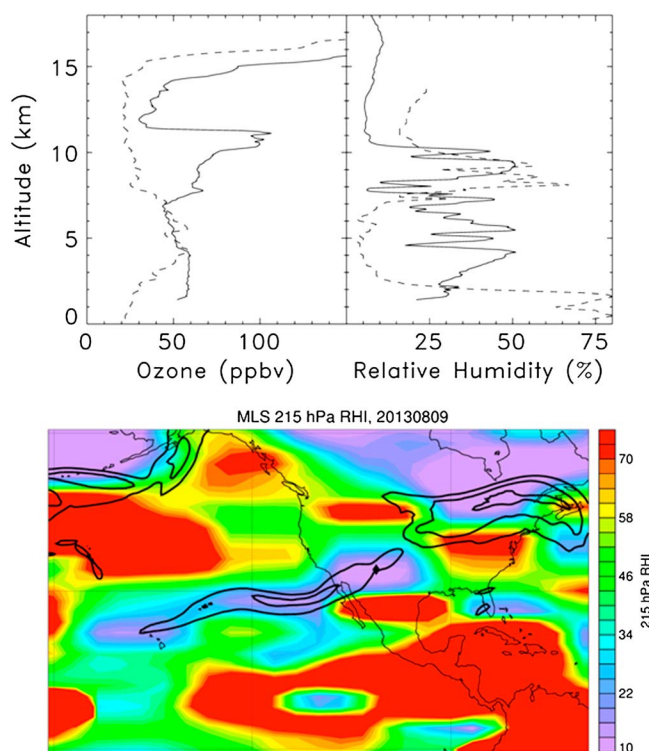 15
10
5
0
Altitude (km)
0 50 100
25 50 75
Ozone (ppbv)
Relative Humidity (%)
MLS 215 hPa RHI, 20130809
70
58
46
34
22
10
215 hPa RHI